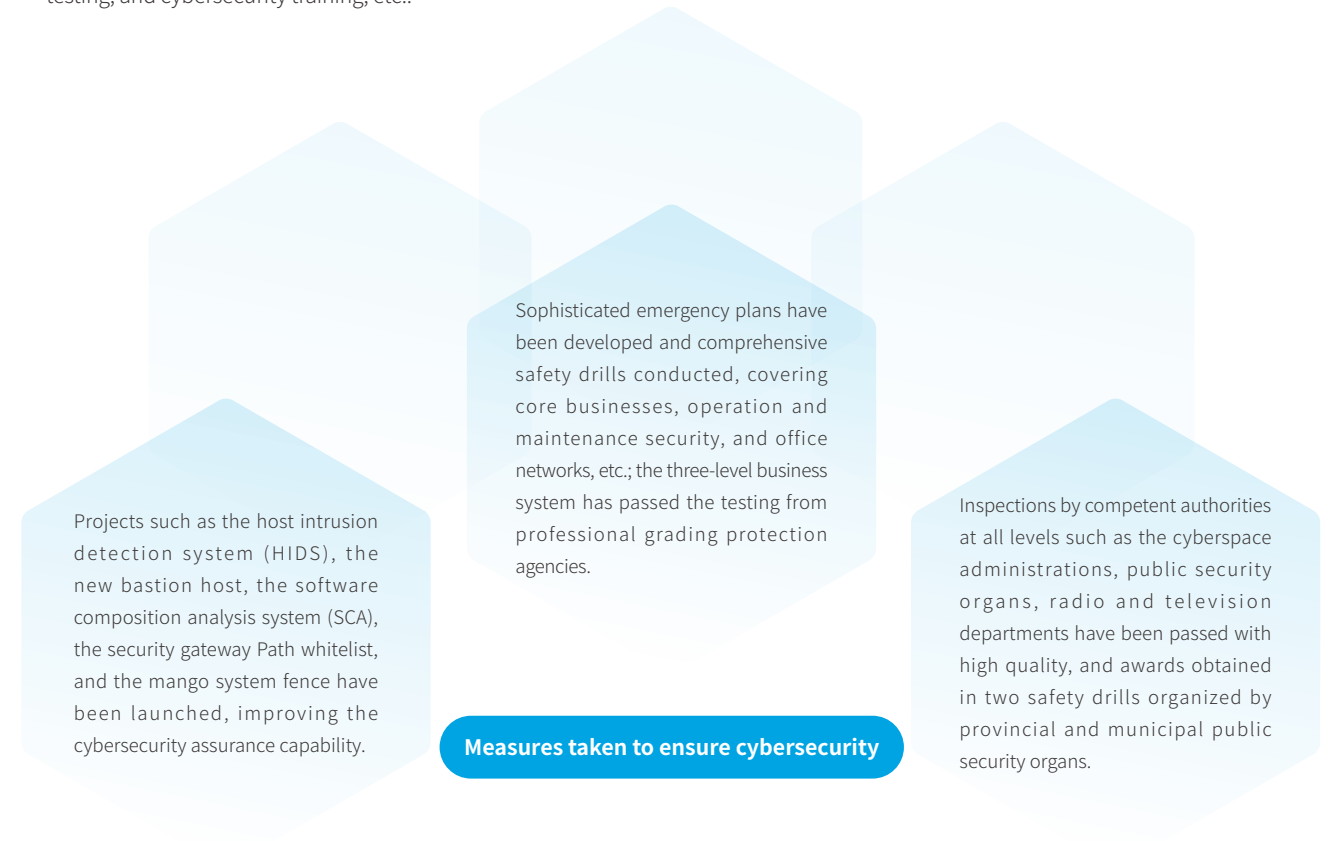 testing, and cybersecurity training, etc..
Sophisticated emergency plans have
been developed and comprehensive
safety drills conducted, covering
core businesses, operation and
maintenance security, and office
networks, etc.; the three-level business
system has passed the testing from
professional grading protection
agencies.
Projects such as the host intrusion
detection system (HIDS), the
new bastion host, the software
composition analysis system (SCA),
the security gateway Path whitelist,
and the mango system fence have
been launched, improving the
cybersecurity assurance capability.
Inspections by competent authorities
at all levels such as the cyberspace
administrations, public security
organs, radio and television
departments have been passed with
high quality, and awards obtained
in two safety drills organized by
provincial and municipal public
security organs.
Measures taken to ensure cybersecurity